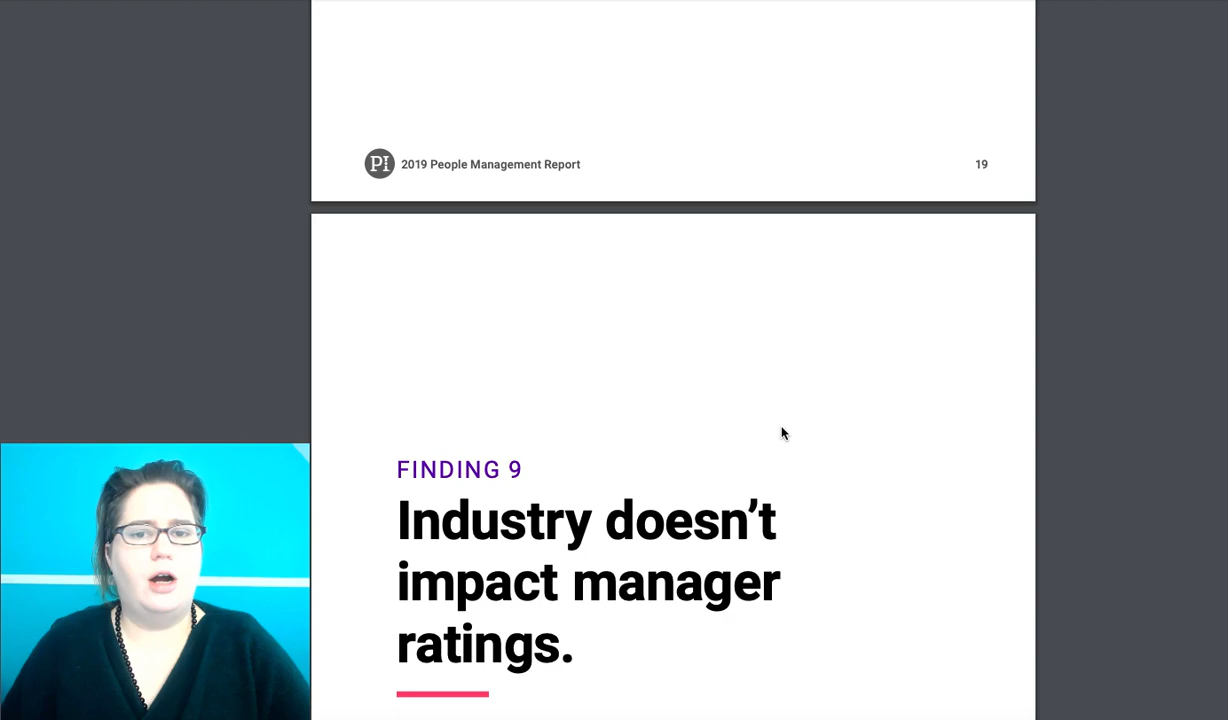 PI 2019 People Management Report 19
FINDING 9
Industry doesn’t
impact manager
ratings.